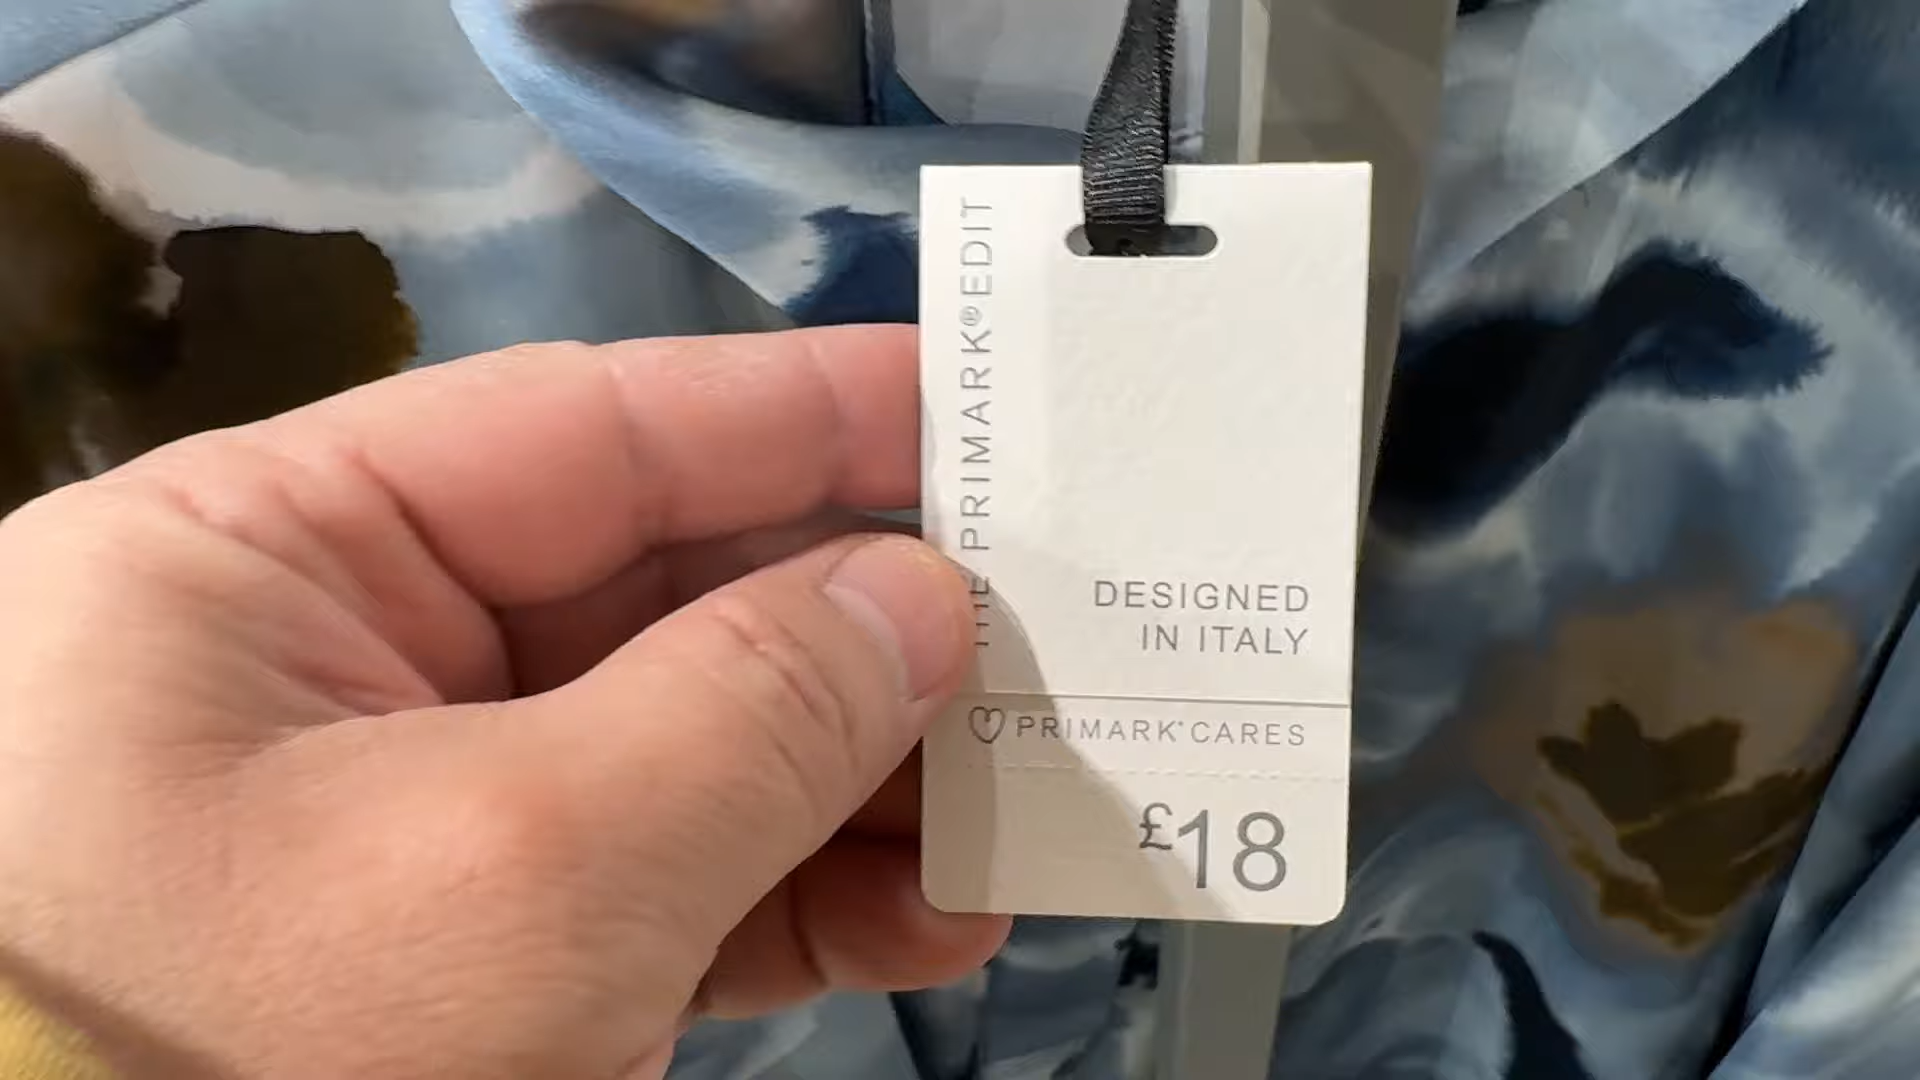 THE PRIMARK®EDIT
DESIGNED
IN ITALY
PRIMARK®CARES
£18